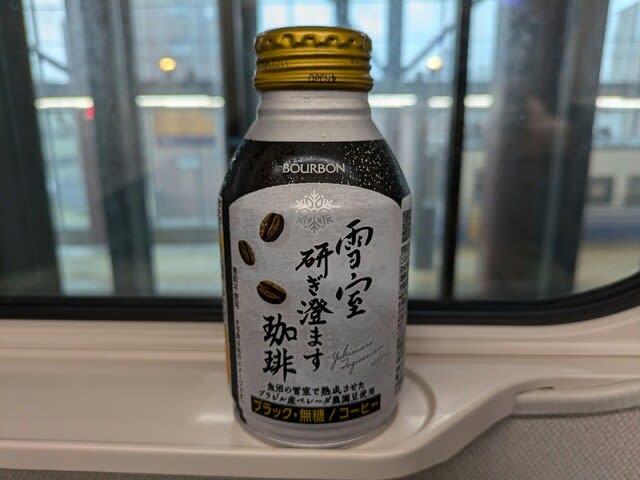 OPEN
BOURBON
雪室
研ぎ澄ます
珈琲
魚沼の雪室で熟成させた
ブラジル産ペレーダ農園豆使用
ブラック・無糖/コーヒー